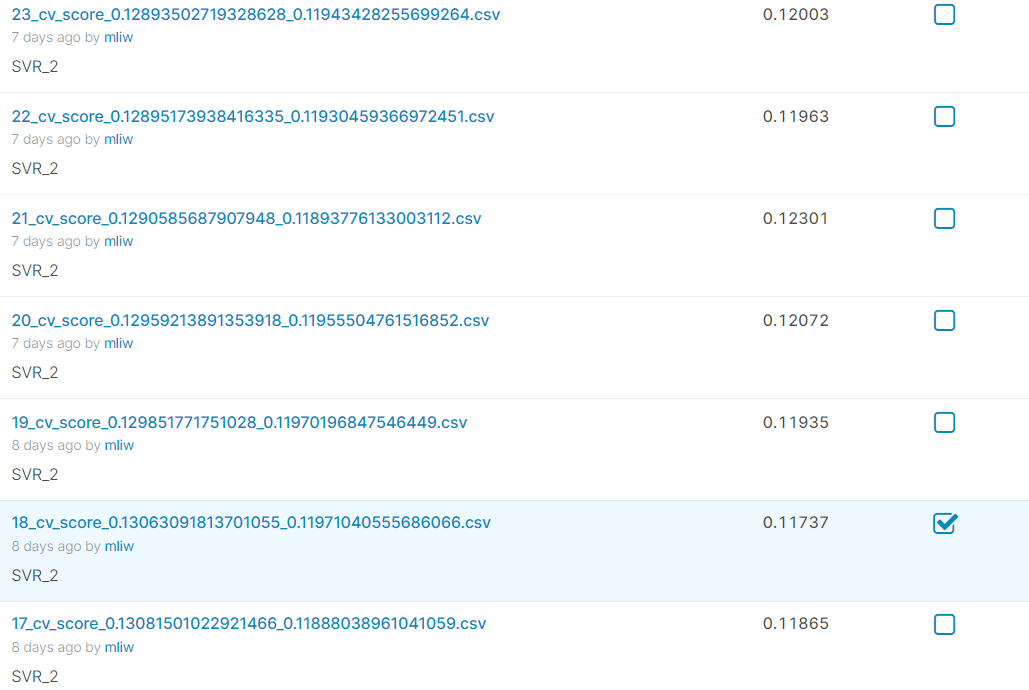 23_cv_score_0.12893502719328628_0.11943428255699264.csv 0.12003
7 days ago by mliw
SVR_2
22_cv_score_0.12895173938416335_0.11930459366972451.csv 0.11963
7 days ago by mliw
SVR_2
21_cv_score_0.1290585687907948_0.11893776133003112.csv 0.12301
7 days ago by mliw
SVR_2
20_cv_score_0.12959213891353918_0.11955504761516852.csv 0.12072
7 days ago by mliw
SVR_2
19_cv_score_0.129851771751028_0.11970196847546449.csv 0.11935
8 days ago by mliw
SVR_2
18_cv_score_0.13063091813701055_0.11971040555686066.csv 0.11737
8 days ago by mliw
SVR_2
17_cv_score_0.13081501022921466_0.11888038961041059.csv 0.11865
8 days ago by mliw
SVR_2